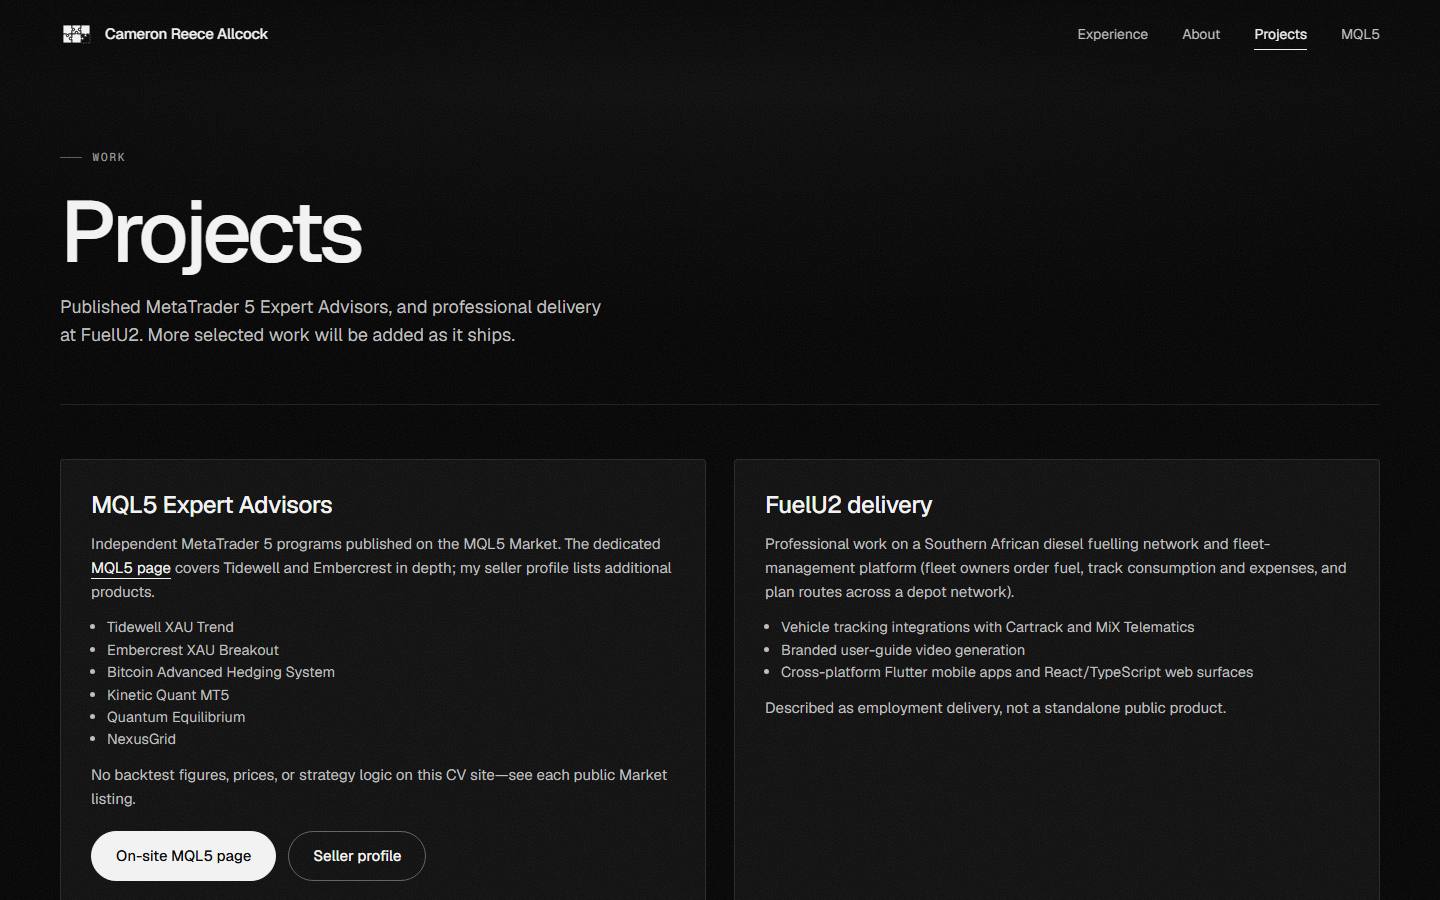 Cameron Reece Allcock
Experience
About
Projects
MQL5
WORK
Projects
Published MetaTrader 5 Expert Advisors, and professional delivery
at FuelU2. More selected work will be added as it ships.
MQL5 Expert Advisors
Independent MetaTrader 5 programs published on the MQL5 Market. The dedicated
MQL5 page covers Tidewell and Embercrest in depth; my seller profile lists additional
products.
Tidewell XAU Trend
Embercrest XAU Breakout
Bitcoin Advanced Hedging System
Kinetic Quant MT5
Quantum Equilibrium
NexusGrid
No backtest figures, prices, or strategy logic on this CV site—see each public Market
listing.
On-site MQL5 page
Seller profile
FuelU2 delivery
Professional work on a Southern African diesel fuelling network and fleet-
management platform (fleet owners order fuel, track consumption and expenses, and
plan routes across a depot network).
Vehicle tracking integrations with Cartrack and MiX Telematics
Branded user-guide video generation
Cross-platform Flutter mobile apps and React/TypeScript web surfaces
Described as employment delivery, not a standalone public product.